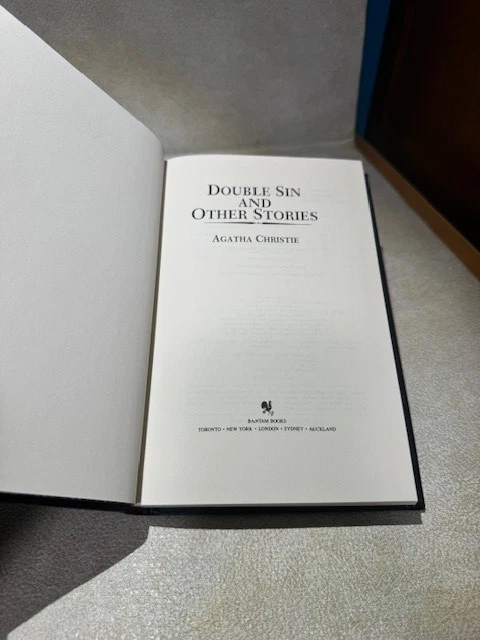 DOUBLE SIN
AND
OTHER STORIES
AGATHA CHRISTIE
BANTAM BOOKS
TORONTO • NEW YORK • LONDON • SYDNEY • AUCKLAND